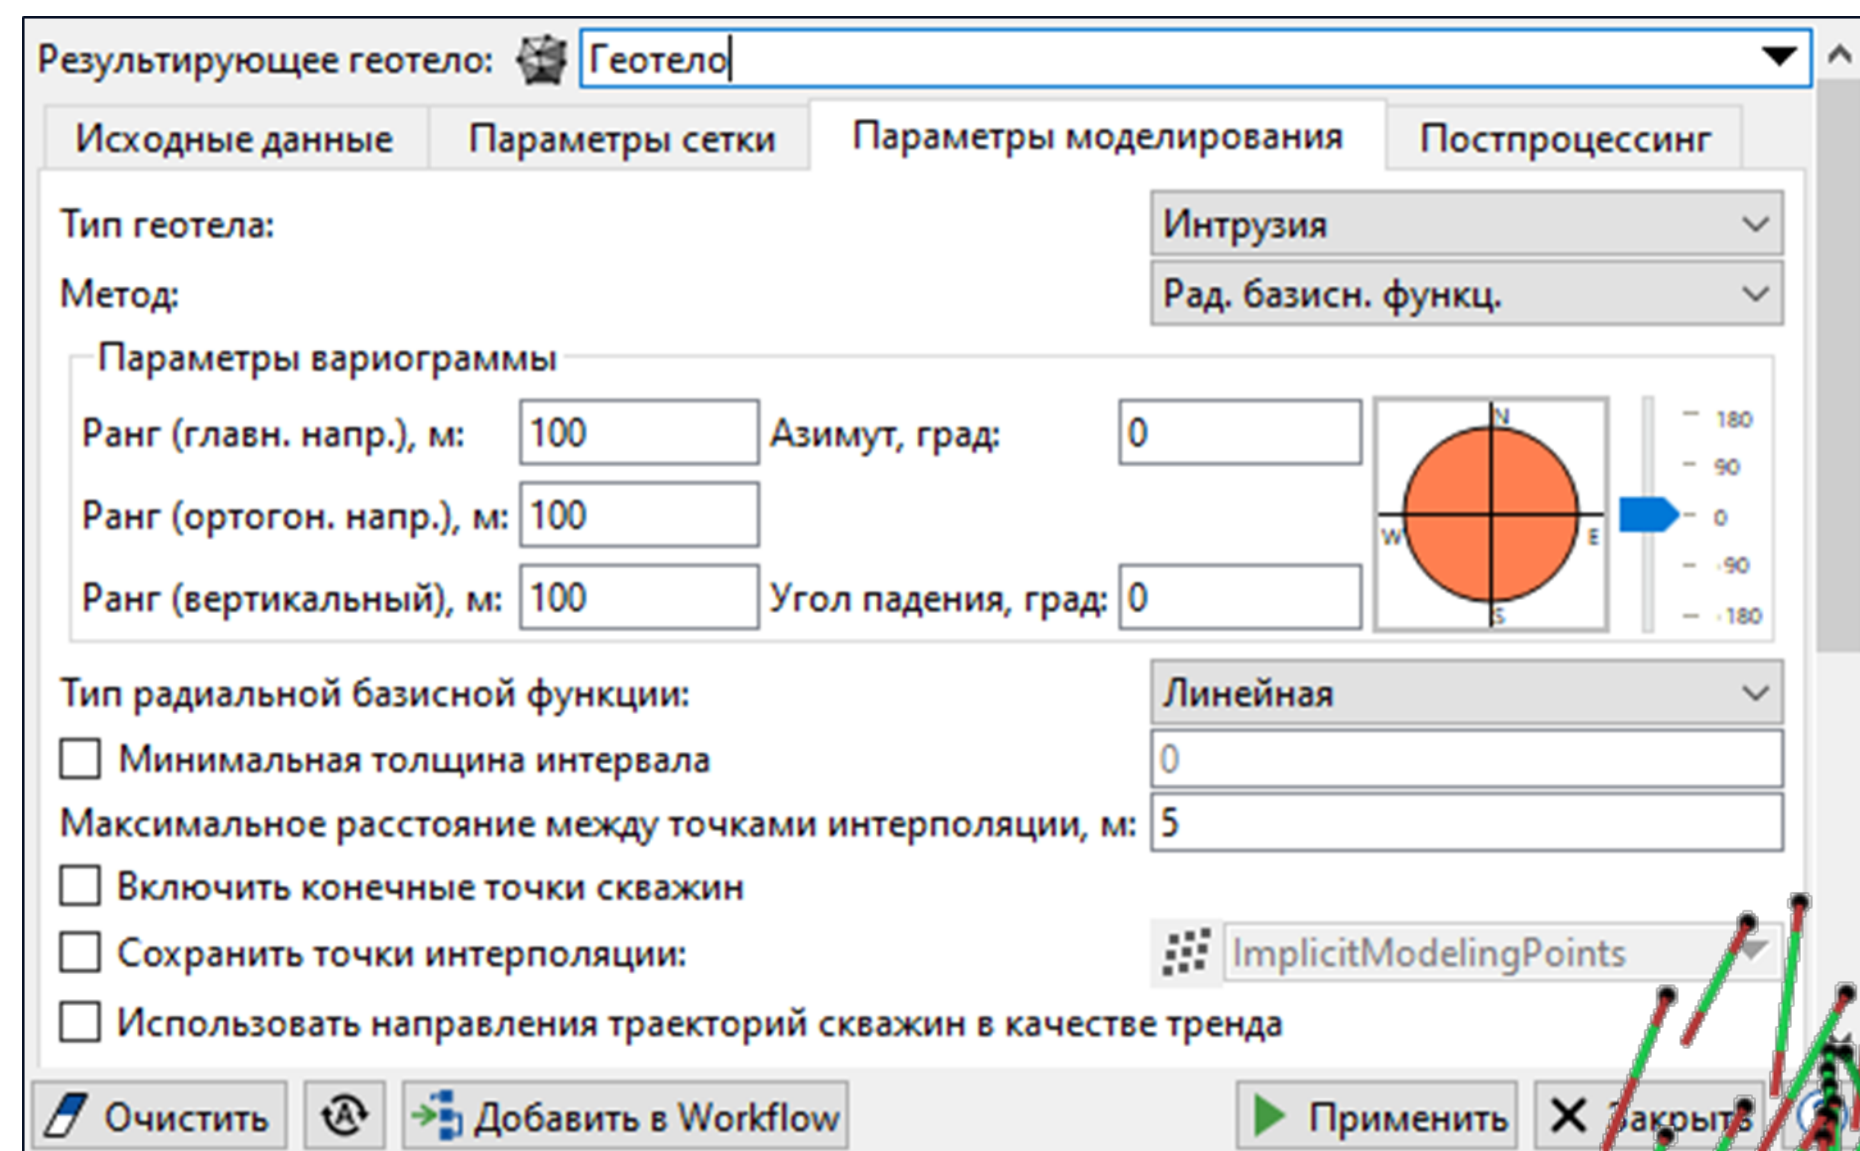 Результирующее геотело: Геотело
Исходные данные Параметры сетки Параметры моделирования Постпроцессинг
Тип геотела: Интрузия
Метод: Рад. базисн. функц.
Параметры вариограммы
Ранг (главн. напр.), м: 100 Азимут, град: 0
Ранг (ортогон. напр.), м: 100
Ранг (вертикальный), м: 100 Угол падения, град: 0
N
W E
S
180
90
0
-90
-180
Тип радиальной базисной функции: Линейная
Минимальная толщина интервала 0
Максимальное расстояние между точками интерполяции, м: 5
Включить конечные точки скважин
Сохранить точки интерполяции: ImplicitModelingPoints
Использовать направления траекторий скважин в качестве тренда
Очистить A Добавить в Workflow Применить Закрыть